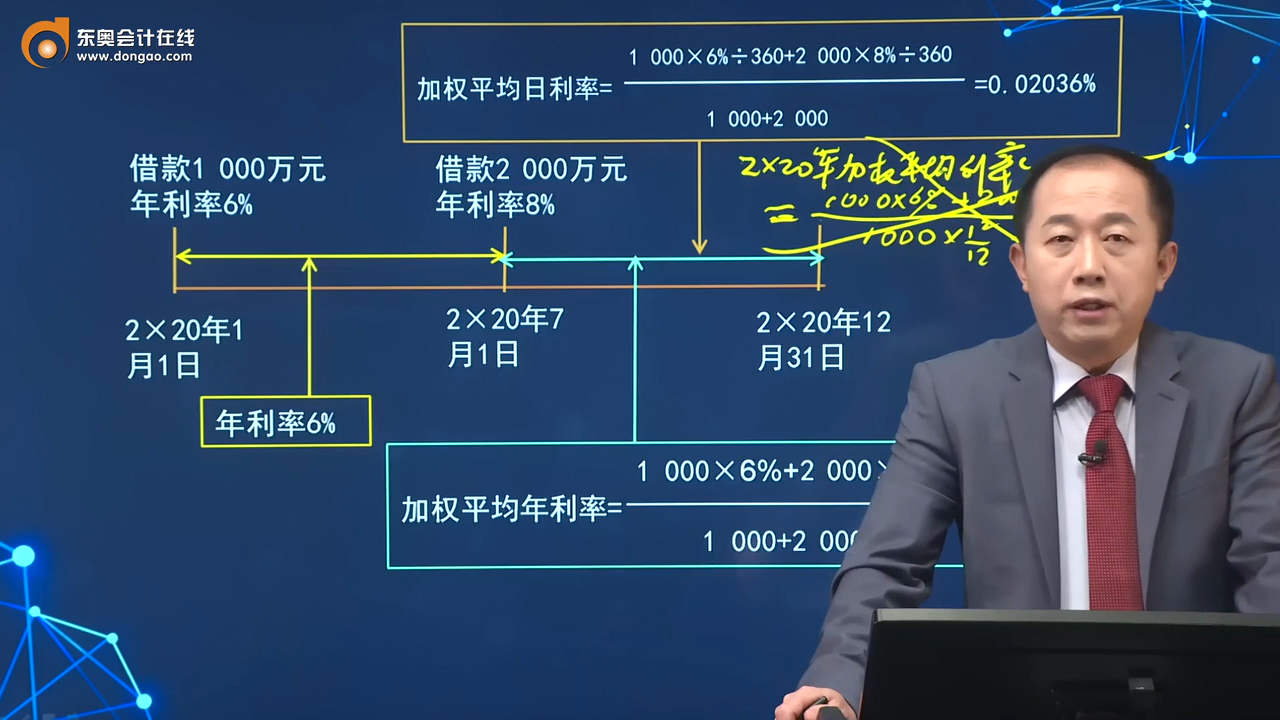 东奥会计在线
www.dongao.com
加权平均日利率=
1 000×6%÷360+2 000×8%÷360
1 000+2 000
=0.02036%
借款1 000万元
年利率6%
借款2 000万元
年利率8%
2×20年加权平均利率
=
1000×6%
1000×12/12
2×20年1
月1日
2×20年7
月1日
2×20年12
月31日
年利率6%
加权平均年利率=
1 000×6%+2 000×
1 000+2 000